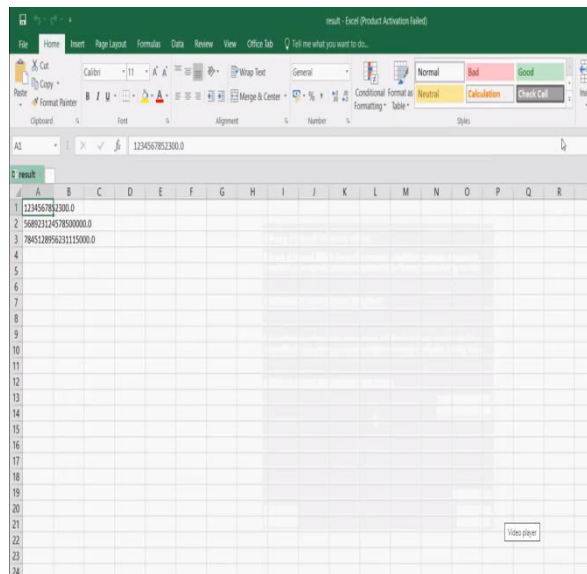 result - Excel (Product Activation Failed)
File Home Insert Page Layout Formulas Data Review View Office Tab Tell me what you want to do...
Paste
Cut
Copy
Format Painter
Clipboard
Calibri 11 A A
B I U A
Font
Wrap Text
Merge & Center
Alignment
General
% ,
Number
Conditional Formatting
Format as Table
Normal Bad Good
Neutral Calculation Check Cell
Styles
A1 fx 1234567852300.0
result
A B C D E F G H I J K L M N O P Q R
1 1234567852300.0
2 568923124578500000.0
3 7845128956231115000.0
4
5
6
7
8
9
10
11
12
13
14
15
16
17
18
19
20
21
22
23
24
Video player